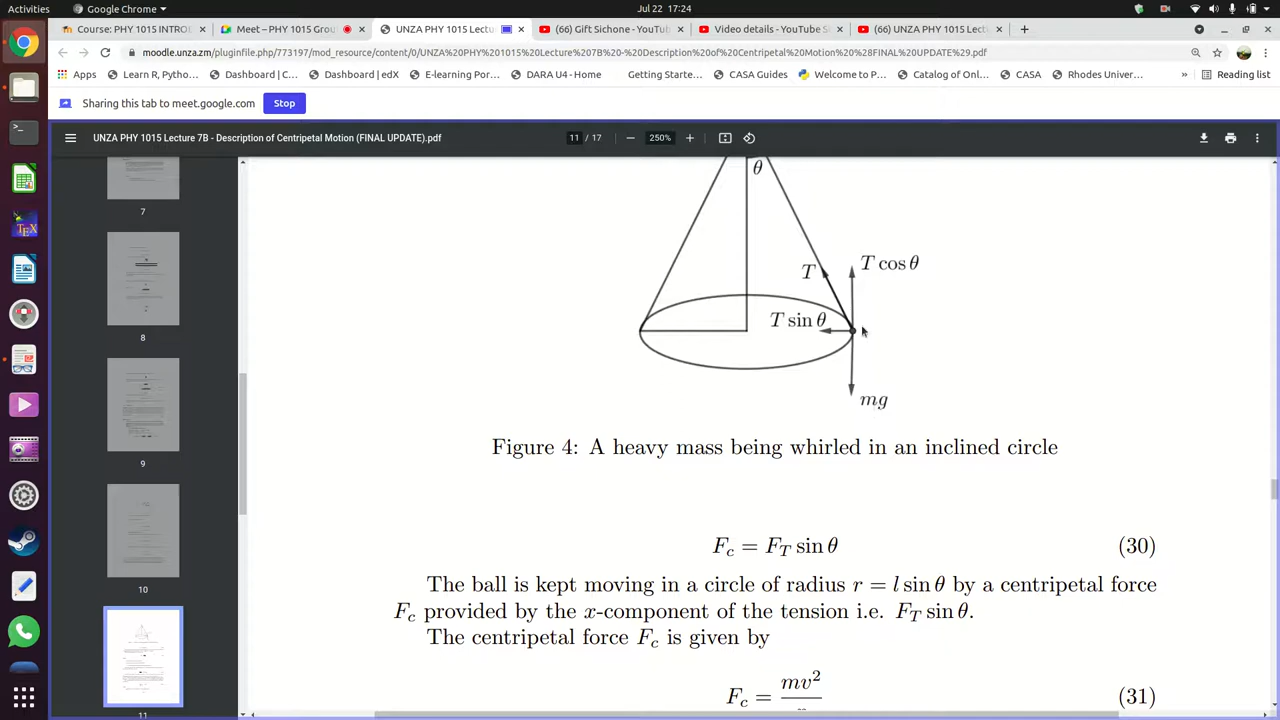 Activities
Google Chrome
Jul 22 17:24
Course: PHY 1015 INTROD
Meet – PHY 1015 Grou
UNZA PHY 1015 Lectu
(66) Gift Sichone - YouTu
Video details - YouTube S
(66) UNZA PHY 1015 Lect
moodle.unza.zm/pluginfile.php/773197/mod_resource/content/0/UNZA%20PHY%201015%20Lecture%207B%20-%20Description%20of%20Centripetal%20Motion%20%28FINAL%20UPDATE%29.pdf
Apps
Learn R, Python...
Dashboard | C...
Dashboard | edX
E-learning Por...
DARA U4 - Home
Getting Starte...
CASA Guides
Welcome to P...
Catalog of Onl...
CASA
Rhodes Univer...
»
Reading list
Sharing this tab to meet.google.com
Stop
UNZA PHY 1015 Lecture 7B - Description of Centripetal Motion (FINAL UPDATE).pdf
11 / 17
250%
7
8
9
10
11
θ
T
T cos θ
T sin θ
mg
Figure 4: A heavy mass being whirled in an inclined circle
F_c = F_T sin θ (30)
The ball is kept moving in a circle of radius r = l sin θ by a centripetal force
F_c provided by the x-component of the tension i.e. F_T sin θ.
The centripetal force F_c is given by
F_c = mv²/ (31)